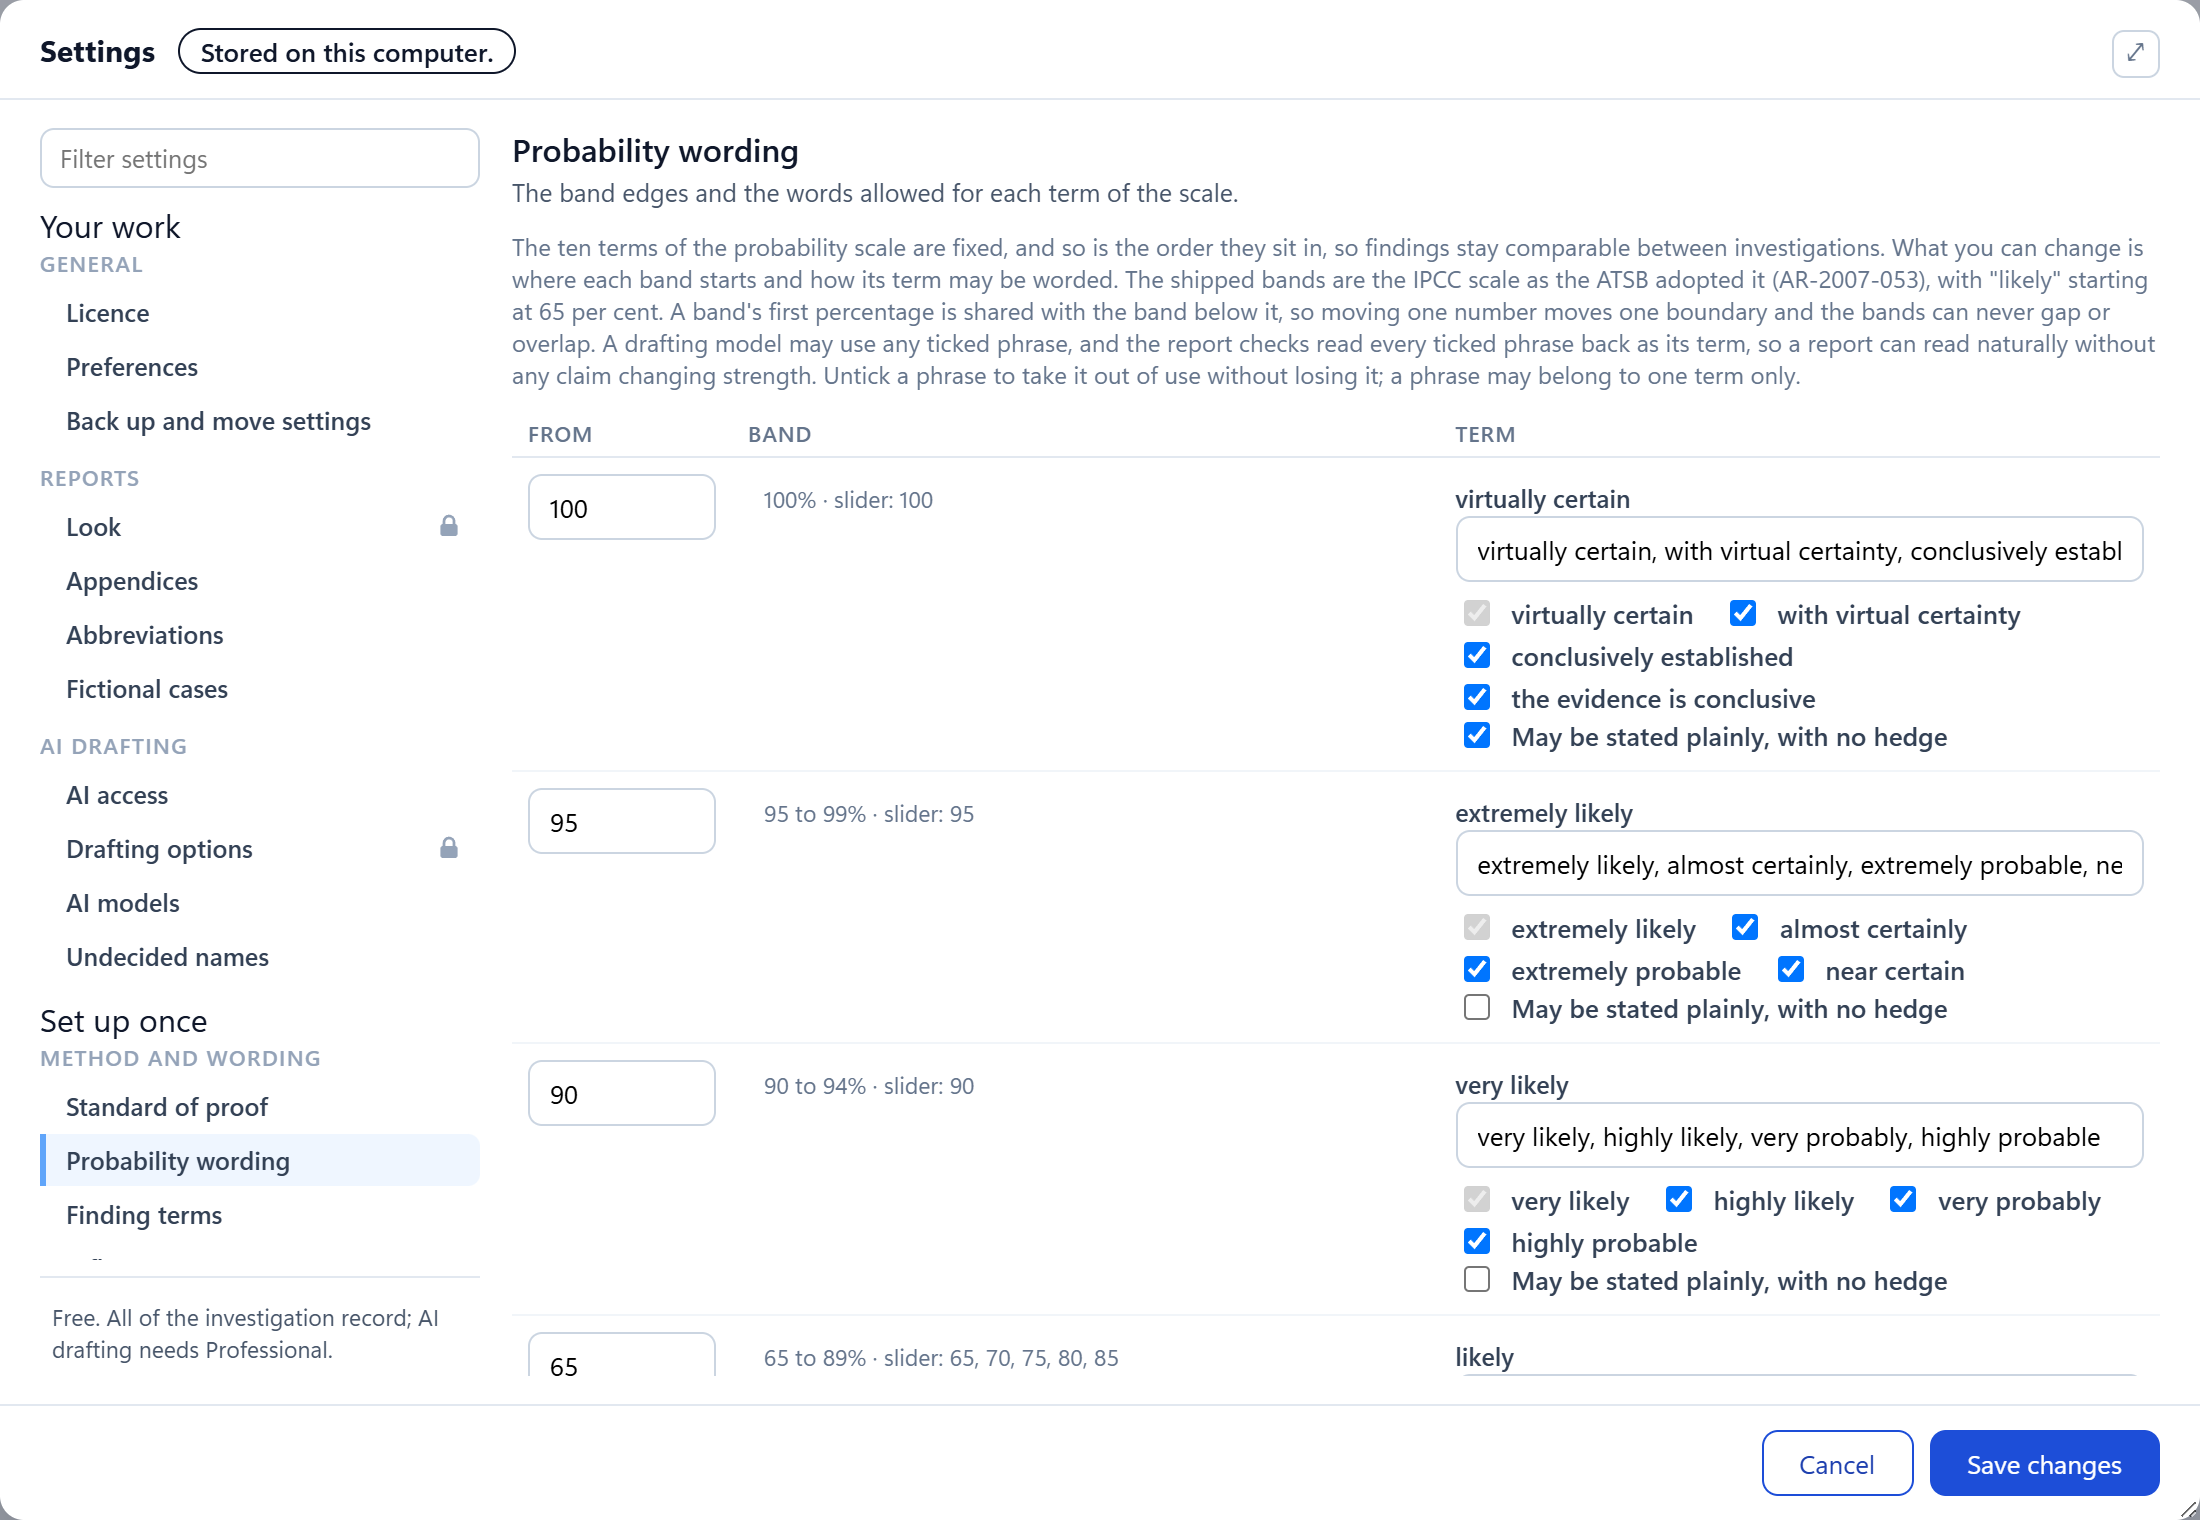 Settings
Stored on this computer.
Filter settings
Your work
GENERAL
Licence
Preferences
Back up and move settings
REPORTS
Look
Appendices
Abbreviations
Fictional cases
AI DRAFTING
AI access
Drafting options
AI models
Undecided names
Set up once
METHOD AND WORDING
Standard of proof
Probability wording
Finding terms
Free. All of the investigation record; AI
drafting needs Professional.
Probability wording
The band edges and the words allowed for each term of the scale.
The ten terms of the probability scale are fixed, and so is the order they sit in, so findings stay comparable between investigations. What you can change is
where each band starts and how its term may be worded. The shipped bands are the IPCC scale as the ATSB adopted it (AR-2007-053), with "likely" starting
at 65 per cent. A band's first percentage is shared with the band below it, so moving one number moves one boundary and the bands can never gap or
overlap. A drafting model may use any ticked phrase, and the report checks read every ticked phrase back as its term, so a report can read naturally without
any claim changing strength. Untick a phrase to take it out of use without losing it; a phrase may belong to one term only.
FROM BAND TERM
100 100% · slider: 100 virtually certain
virtually certain, with virtual certainty, conclusively establ
virtually certain with virtual certainty
conclusively established
the evidence is conclusive
May be stated plainly, with no hedge
95 95 to 99% · slider: 95 extremely likely
extremely likely, almost certainly, extremely probable, ne
extremely likely almost certainly
extremely probable near certain
May be stated plainly, with no hedge
90 90 to 94% · slider: 90 very likely
very likely, highly likely, very probably, highly probable
very likely highly likely very probably
highly probable
May be stated plainly, with no hedge
65 65 to 89% · slider: 65, 70, 75, 80, 85 likely
Cancel Save changes